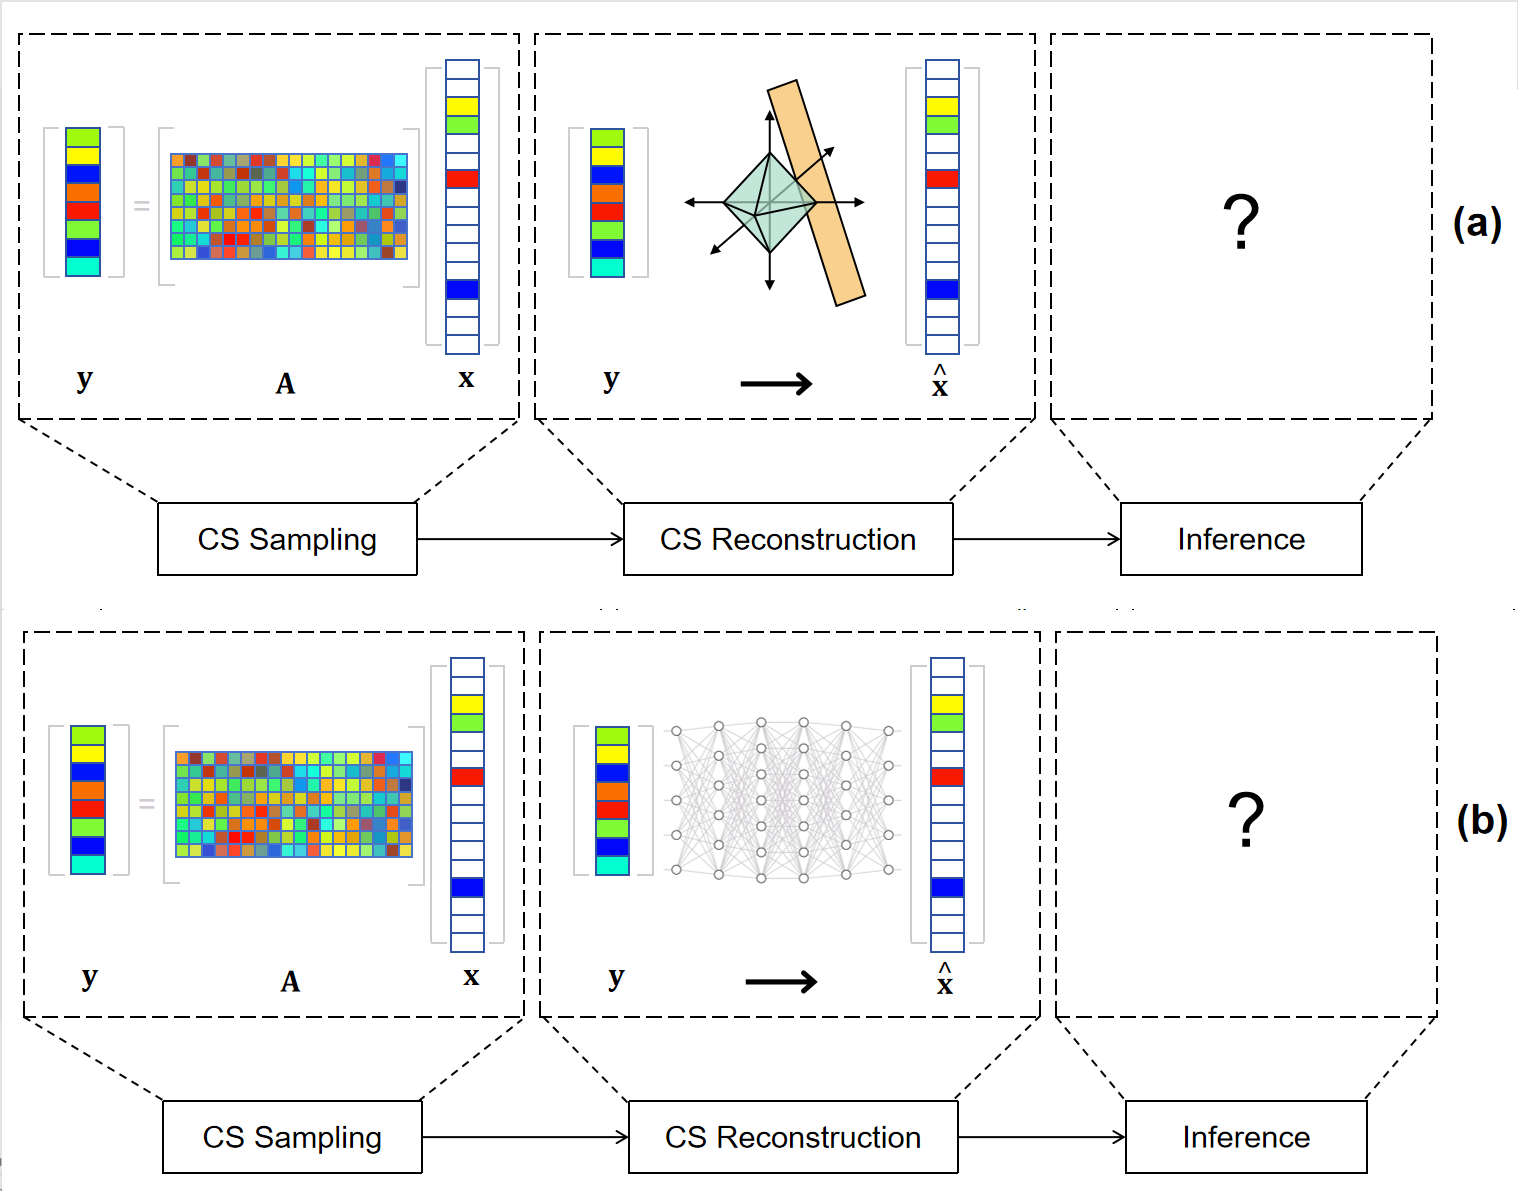 =
y
A
x
y
x̂
?
(a)
CS Sampling
CS Reconstruction
Inference
=
y
A
x
y
x̂
?
(b)
CS Sampling
CS Reconstruction
Inference